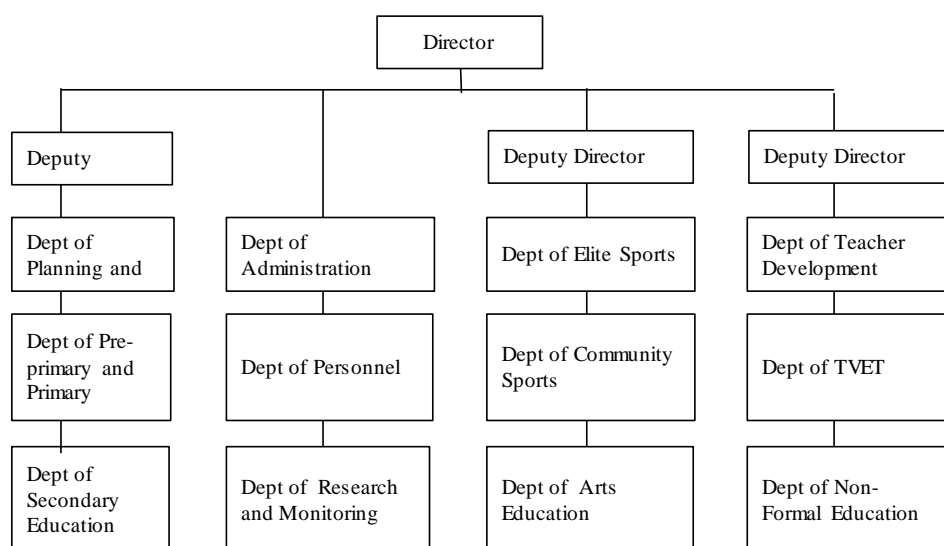 Director
Deputy
Deputy Director
Deputy Director
Dept of
Planning and
Dept of
Administration
Dept of Elite Sports
Dept of Teacher
Development
Dept of Pre-
primary and
Primary
Dept of Personnel
Dept of Community
Sports
Dept of TVET
Dept of
Secondary
Education
Dept of Research
and Monitoring
Dept of Arts
Education
Dept of Non-
Formal Education